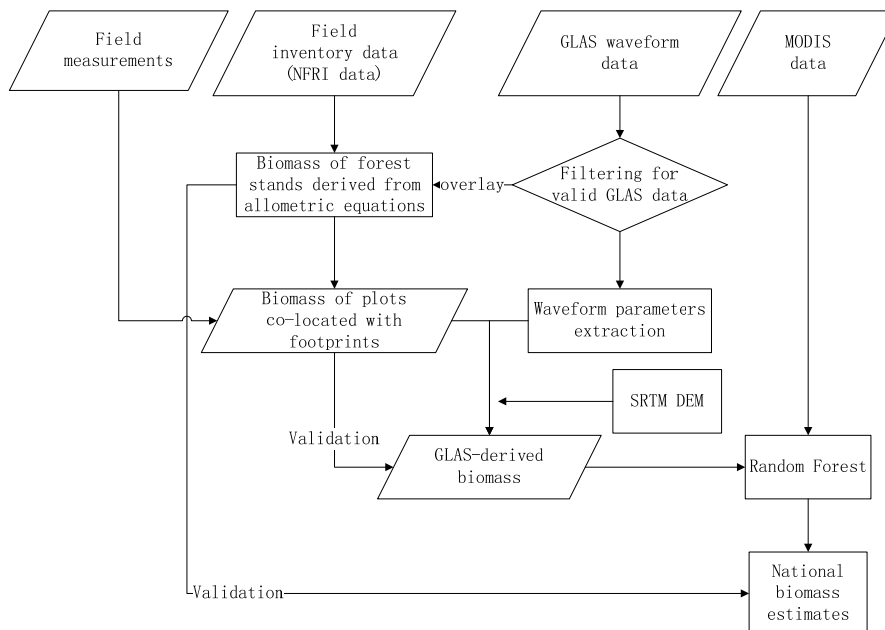 Field
measurements
Field
inventory data
(NFRI data)
GLAS waveform
data
MODIS
data
Biomass of forest
stands derived from
allometric equations
overlay
Filtering for
valid GLAS data
Biomass of plots
co-located with
footprints
Waveform parameters
extraction
SRTM DEM
Validation
GLAS-derived
biomass
Random Forest
Validation
National
biomass
estimates